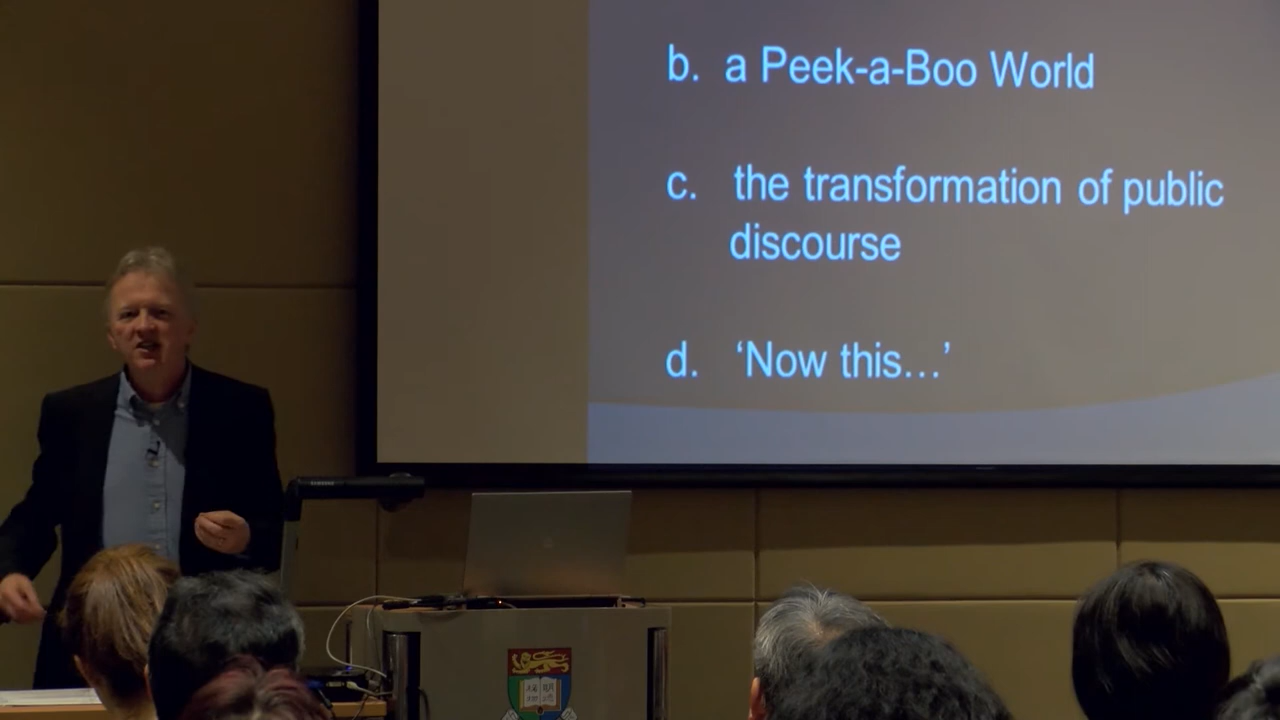 b. a Peek-a-Boo World
c. the transformation of public
discourse
d. ‘Now this…’